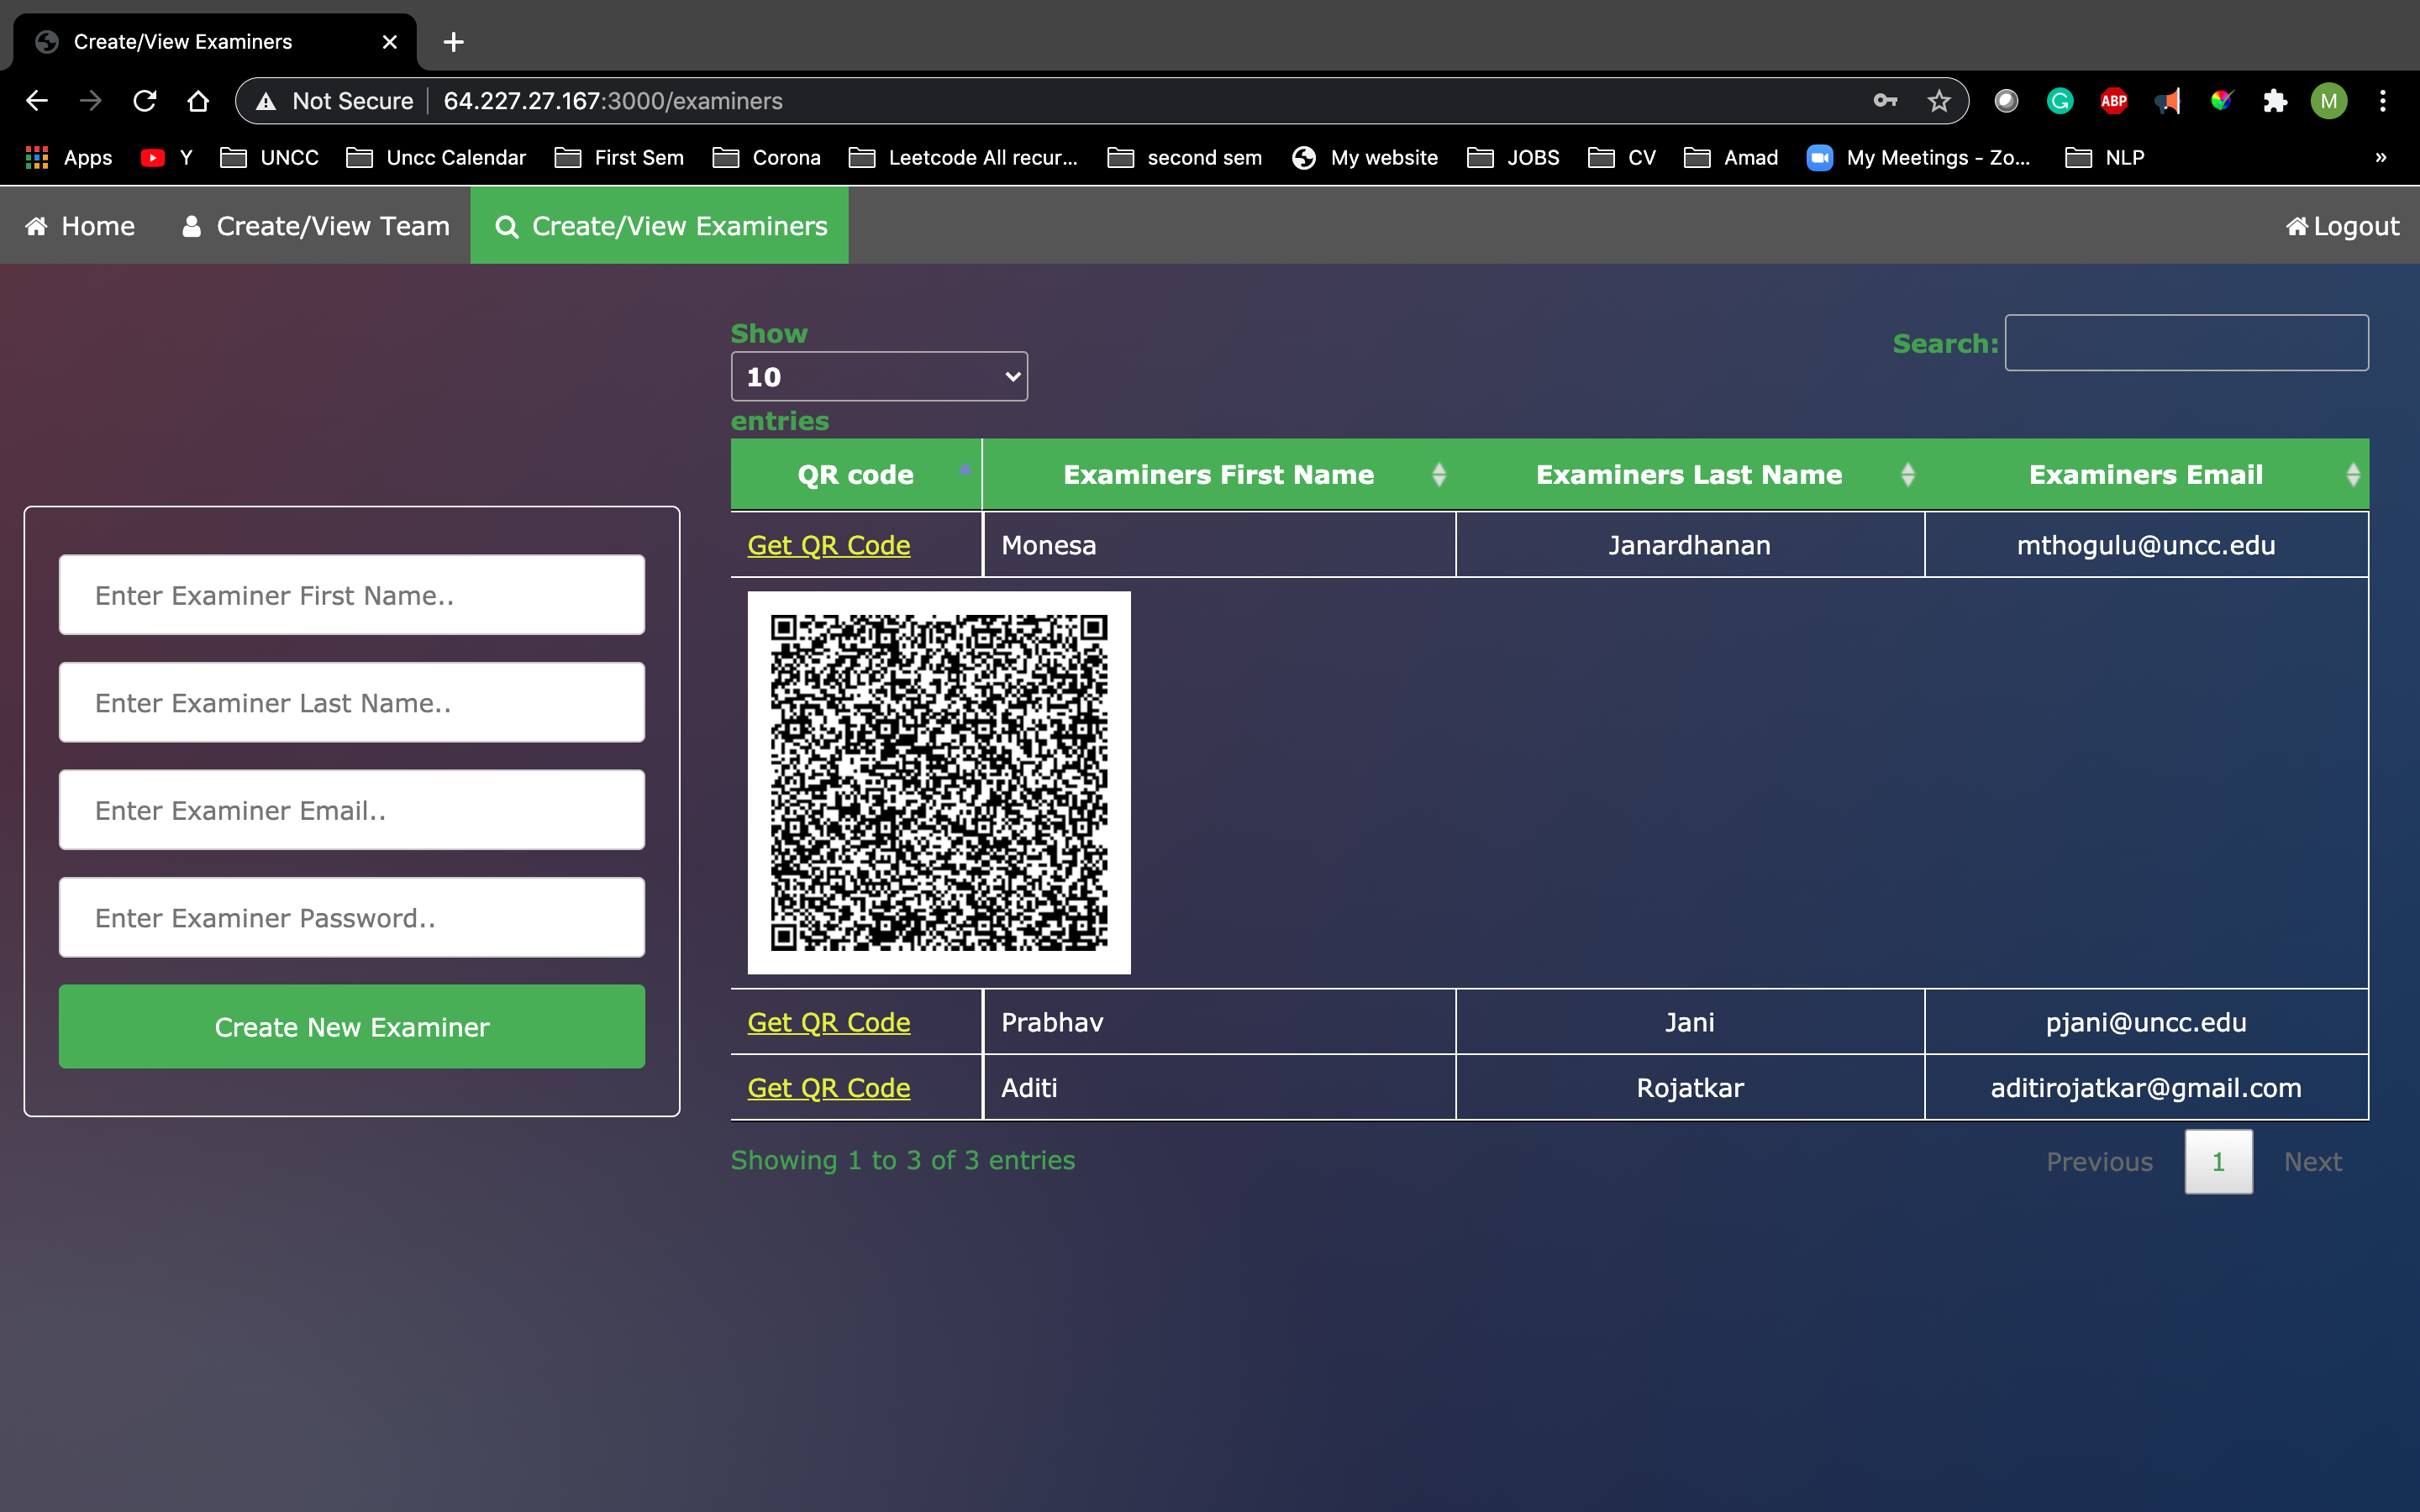 Create/View Examiners
Not Secure 64.227.27.167:3000/examiners
ABP
M
Apps Y UNCC Uncc Calendar First Sem Corona Leetcode All recur... second sem My website JOBS CV Amad My Meetings - Zo... NLP »
Home Create/View Team Create/View Examiners Logout
Enter Examiner First Name..
Enter Examiner Last Name..
Enter Examiner Email..
Enter Examiner Password..
Create New Examiner
Show
10
entries
Search:
QR code Examiners First Name Examiners Last Name Examiners Email
Get QR Code Monesa Janardhanan mthogulu@uncc.edu
Get QR Code Prabhav Jani pjani@uncc.edu
Get QR Code Aditi Rojatkar aditirojatkar@gmail.com
Showing 1 to 3 of 3 entries
Previous 1 Next